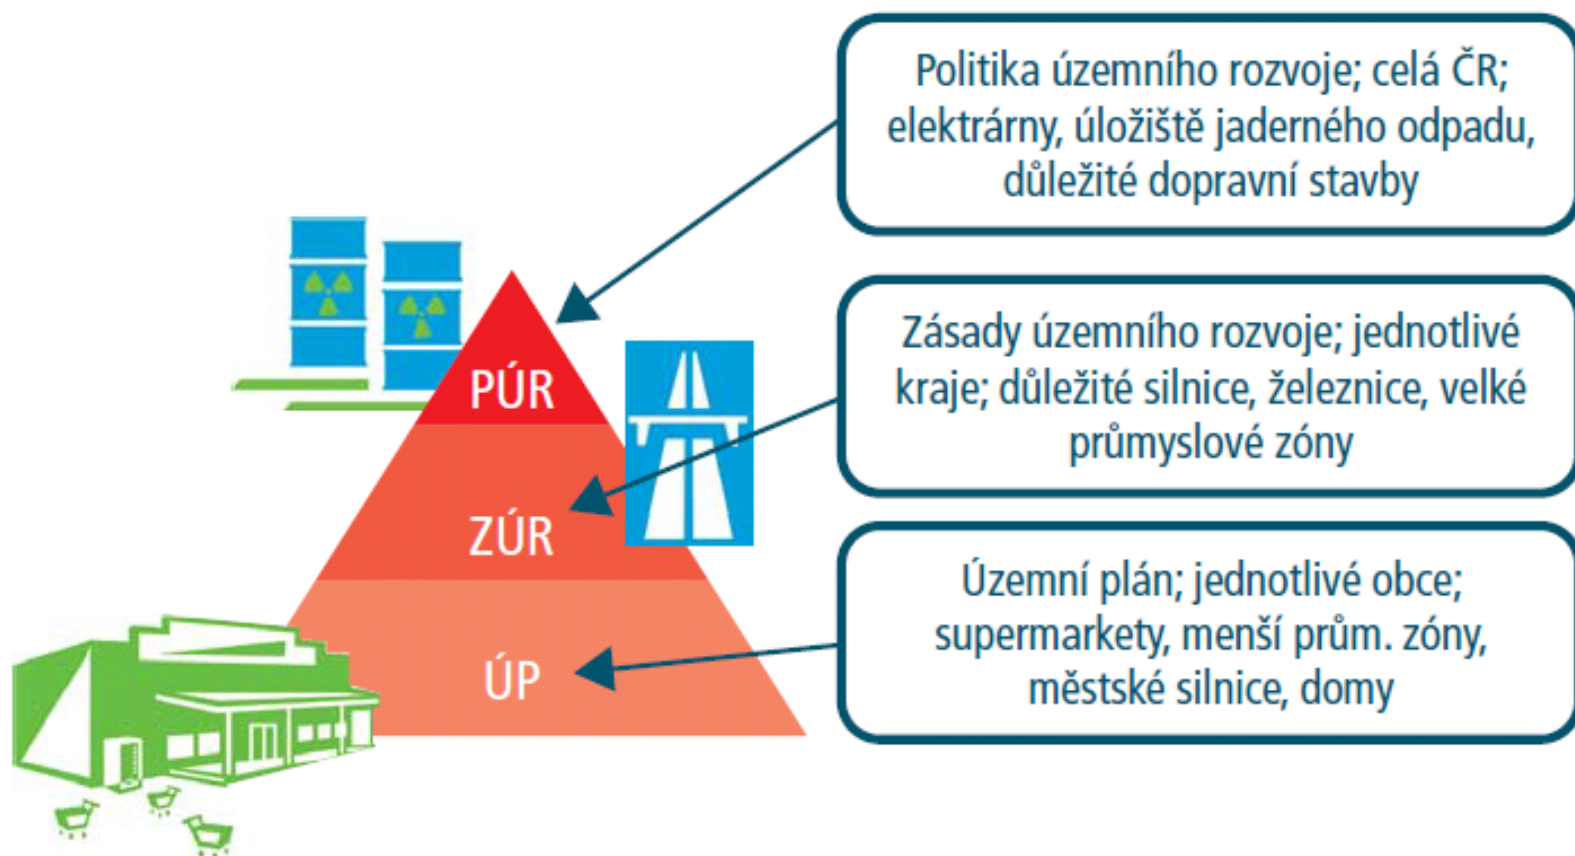 Politika územního rozvoje; celá ČR;
elektrárny, úložiště jaderného odpadu,
důležité dopravní stavby
Zásady územního rozvoje; jednotlivé
kraje; důležité silnice, železnice, velké
průmyslové zóny
Územní plán; jednotlivé obce;
supermarkety, menší prům. zóny,
městské silnice, domy
PÚR
ZÚR
ÚP